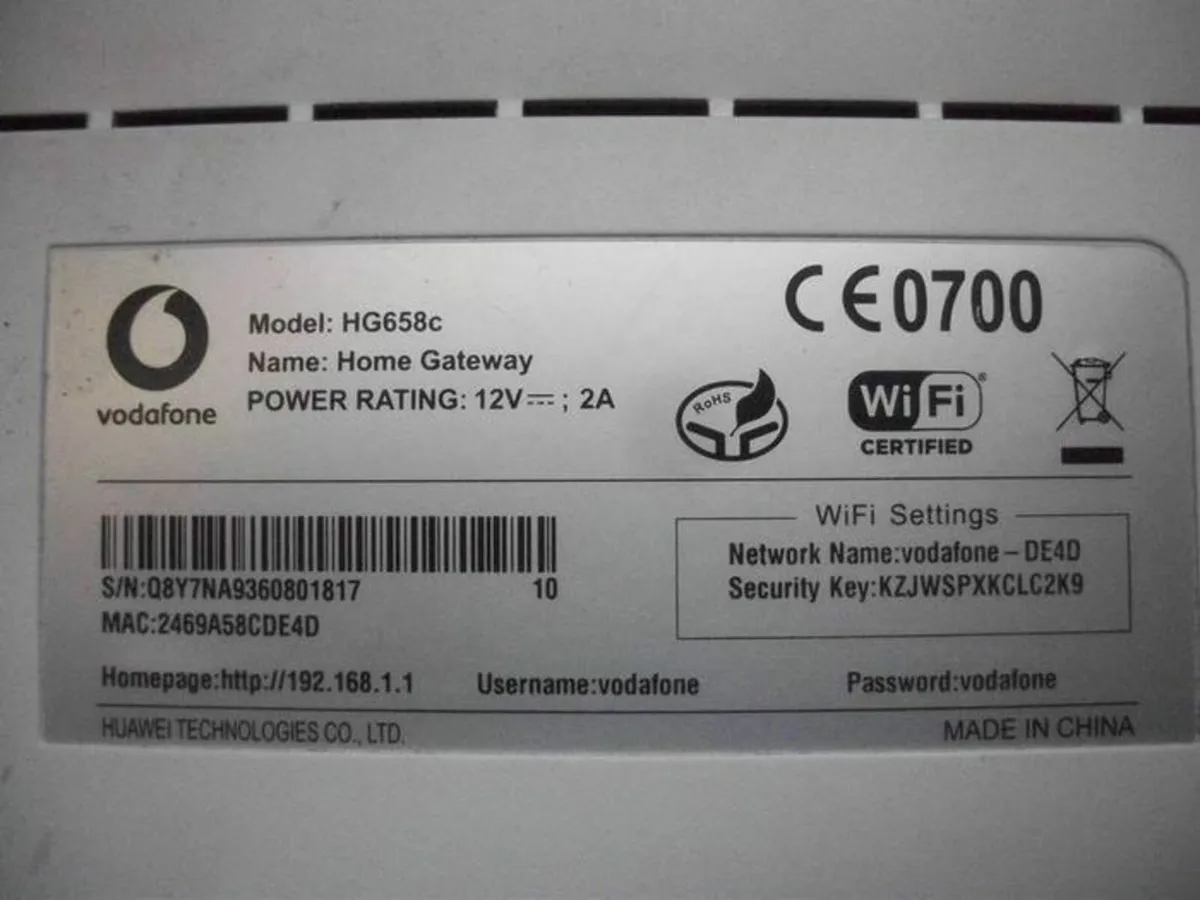 vodafone
Model: HG658c
Name: Home Gateway
POWER RATING: 12V⎓ ; 2A
CE0700
RoHS
WiFi®
CERTIFIED
S/N:Q8Y7NA9360801817 10
MAC:2469A58CDE4D
WiFi Settings
Network Name:vodafone – DE4D
Security Key:KZJWSPXKCLC2K9
Homepage:http://192.168.1.1 Username:vodafone Password:vodafone
HUAWEI TECHNOLOGIES CO., LTD. MADE IN CHINA